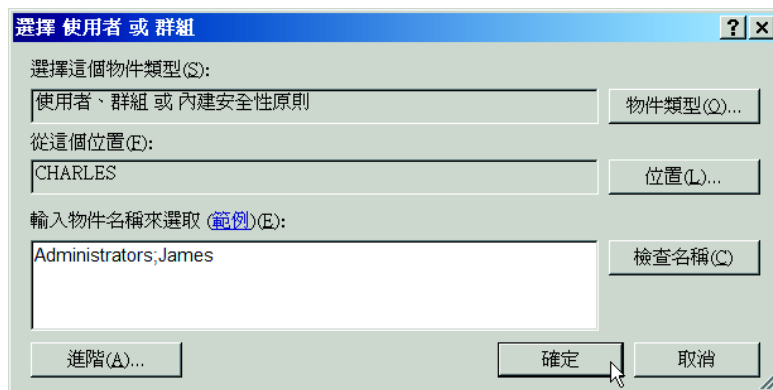 選擇 使用者 或 群組
選擇這個物件類型(S):
使用者、群組 或 內建安全性原則
物件類型(O)...
從這個位置(F):
CHARLES
位置(L)...
輸入物件名稱來選取 (範例)(E):
Administrators;James
檢查名稱(C)
進階(A)...
確定
取消